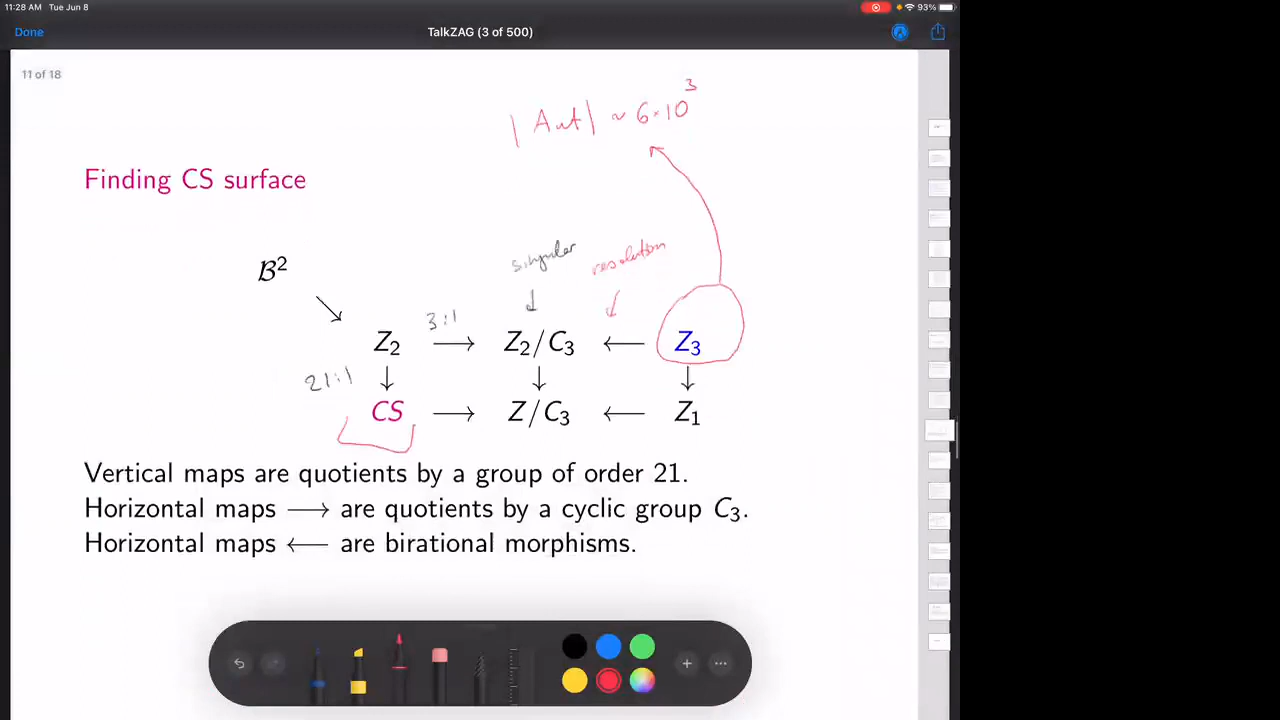 11:28 AM Tue Jun 8
93%
Done
TalkZAG (3 of 500)
11 of 18
|Aut| ~ 6·10³
Finding CS surface
singular
resolution
B²
3:1
Z₂ ⟶ Z₂/C₃ ⟵ Z₃
21:1
↓ ↓ ↓
CS ⟶ Z/C₃ ⟵ Z₁
Vertical maps are quotients by a group of order 21.
Horizontal maps ⟶ are quotients by a cyclic group C₃.
Horizontal maps ⟵ are birational morphisms.